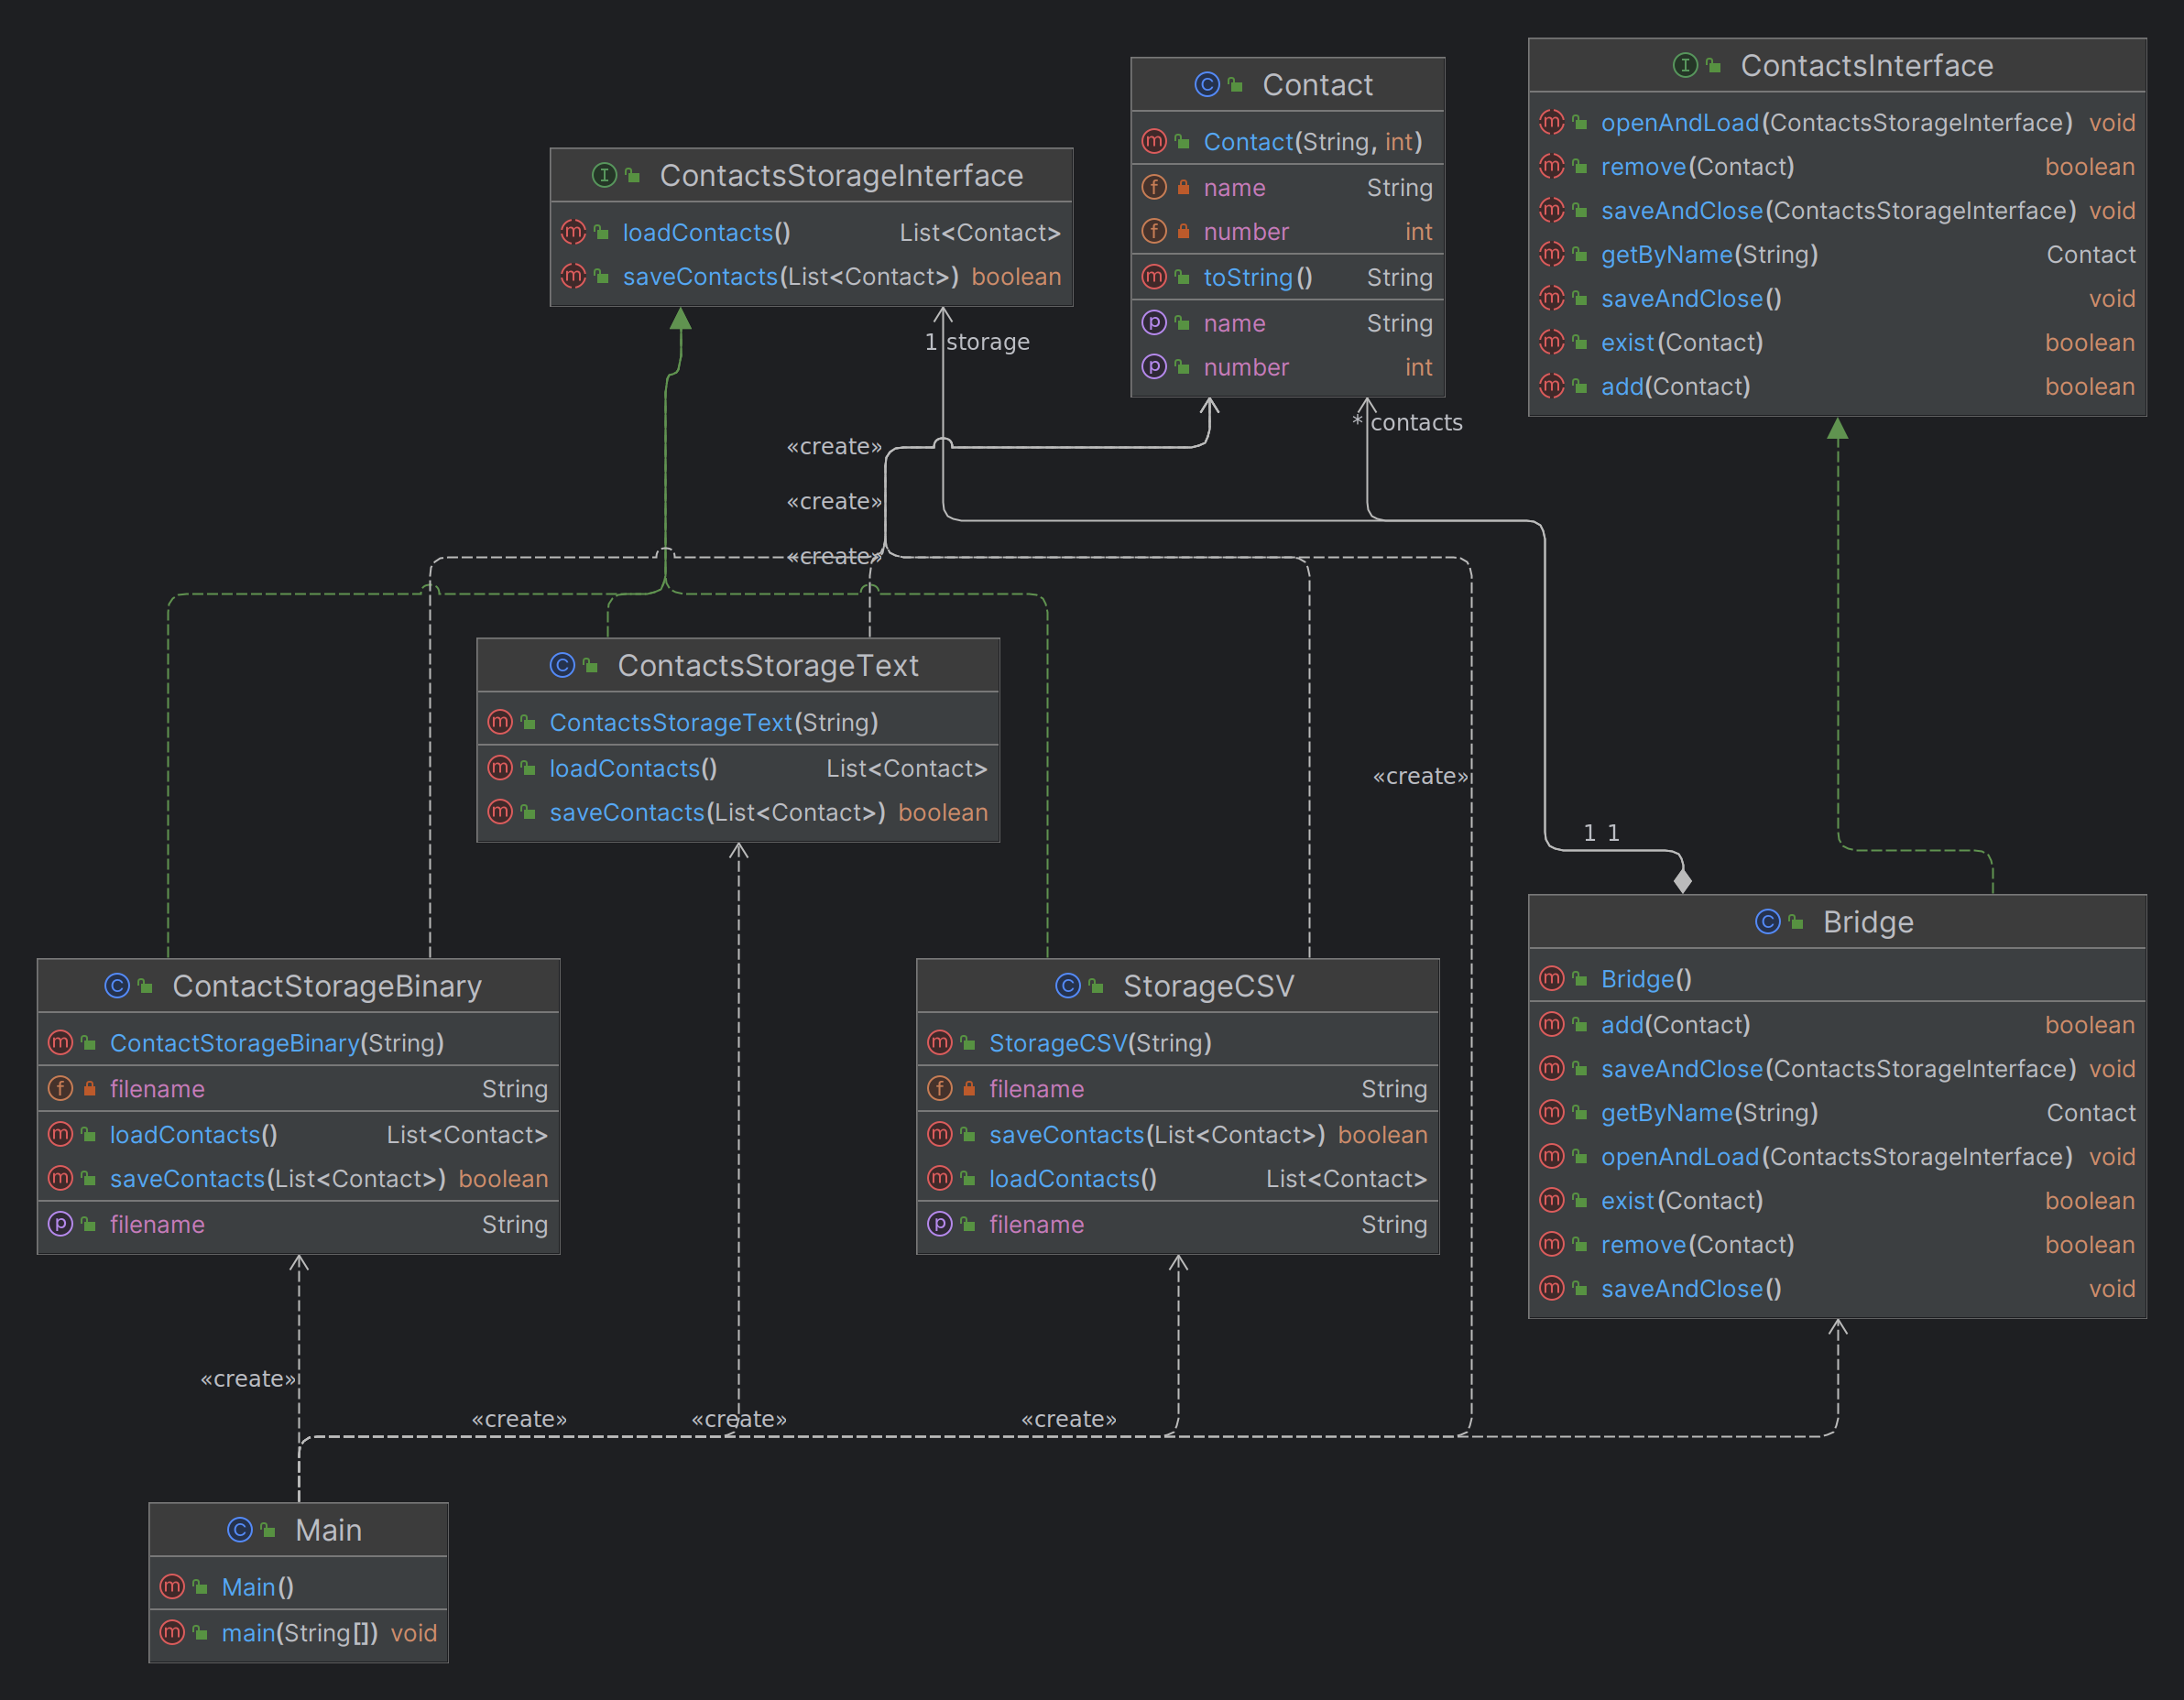 ContactsStorageInterface
loadContacts() List<Contact>
saveContacts(List<Contact>) boolean
Contact
Contact(String, int)
name String
number int
toString() String
name String
number int
ContactsInterface
openAndLoad(ContactsStorageInterface) void
remove(Contact) boolean
saveAndClose(ContactsStorageInterface) void
getByName(String) Contact
saveAndClose() void
exist(Contact) boolean
add(Contact) boolean
1 storage
* contacts
«create»
«create»
«create»
ContactsStorageText
ContactsStorageText(String)
loadContacts() List<Contact>
saveContacts(List<Contact>) boolean
«create»
1 1
ContactStorageBinary
ContactStorageBinary(String)
filename String
loadContacts() List<Contact>
saveContacts(List<Contact>) boolean
filename String
StorageCSV
StorageCSV(String)
filename String
saveContacts(List<Contact>) boolean
loadContacts() List<Contact>
filename String
Bridge
Bridge()
add(Contact) boolean
saveAndClose(ContactsStorageInterface) void
getByName(String) Contact
openAndLoad(ContactsStorageInterface) void
exist(Contact) boolean
remove(Contact) boolean
saveAndClose() void
«create»
«create»
«create»
«create»
Main
Main()
main(String[]) void